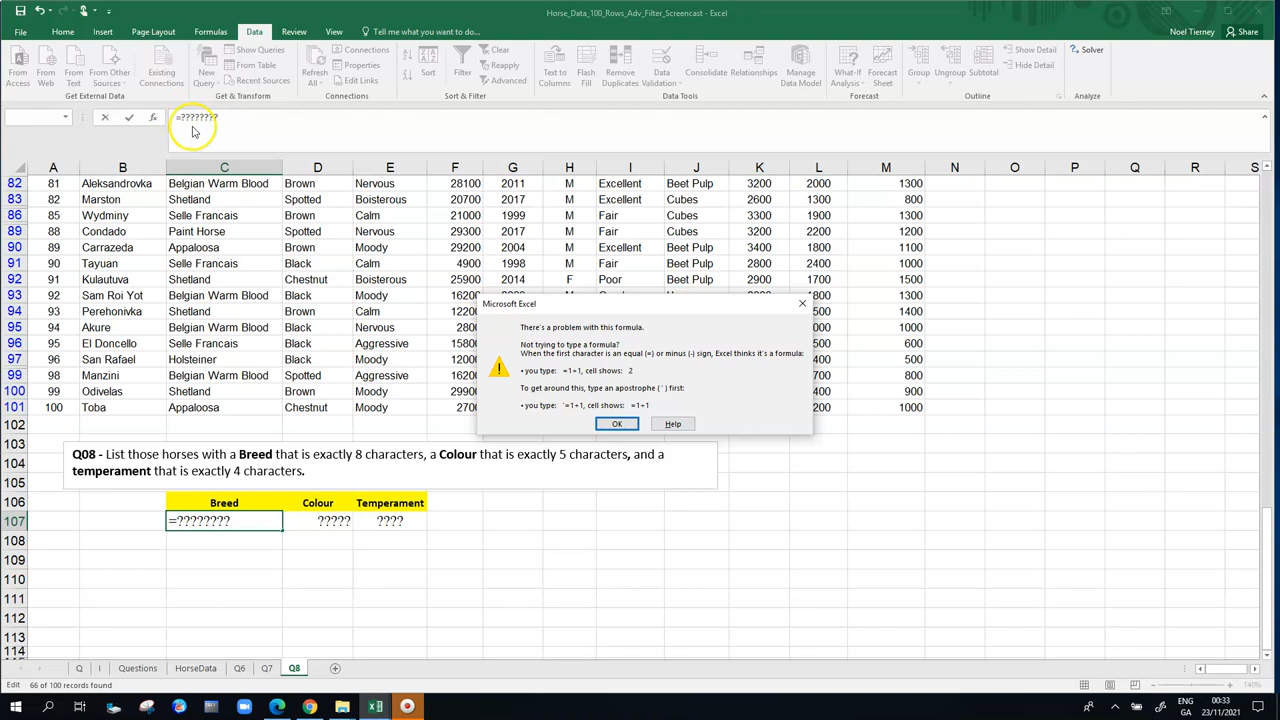 Horse_Data_100_Rows_Adv_Filter_Screencast - Excel
File Home Insert Page Layout Formulas Data Review View Tell me what you want to do... Noel Tierney Share
From Access From Web From Text From Other Sources Existing Connections New Query Show Queries From Table Recent Sources Refresh All Connections Properties Edit Links Sort Filter Clear Reapply Advanced Text to Columns Flash Fill Remove Duplicates Data Validation Consolidate Relationships Manage Data Model What-If Analysis Forecast Sheet Group Ungroup Subtotal Show Detail Hide Detail Solver
Get External Data Get & Transform Connections Sort & Filter Data Tools Forecast Outline Analyze
fx =????????
A B C D E F G H I J K L M N O P Q R S
82 81 Aleksandrovka Belgian Warm Blood Brown Nervous 28100 2011 M Excellent Beet Pulp 3200 2000 1300
83 82 Marston Shetland Spotted Boisterous 20700 2017 M Excellent Cubes 2600 1300 800
86 85 Wydminy Selle Francais Brown Calm 21000 1999 M Fair Cubes 3300 1900 1300
89 88 Condado Paint Horse Spotted Nervous 29300 2017 M Fair Cubes 3200 2200 1200
90 89 Carrazeda Appaloosa Brown Moody 29200 2004 M Excellent Beet Pulp 3400 1800 1100
91 90 Tayuan Selle Francais Black Calm 4900 1998 M Fair Beet Pulp 2800 2400 1000
92 91 Kulautuva Shetland Chestnut Boisterous 25900 2014 F Poor Beet Pulp 2900 1700 1500
93 92 Sam Roi Yot Belgian Warm Blood Black Moody 16200 1800 1300
94 93 Perehonivka Shetland Brown Calm 12200 1000
95 94 Akure Belgian Warm Blood Black Nervous 2800 1000
96 95 El Doncello Selle Francais Black Aggressive 15800 600
97 96 San Rafael Holsteiner Black Moody 12000 500
99 98 Manzini Belgian Warm Blood Spotted Aggressive 16200 400
100 99 Odivelas Shetland Brown Moody 29900 1000
101 100 Toba Appaloosa Chestnut Moody 2700 200 1000
Microsoft Excel
There's a problem with this formula.
Not trying to type a formula?
When the first character is an equal (=) or minus (-) sign, Excel thinks it's a formula:
• you type: =1+1, cell shows: 2
To get around this, type an apostrophe ( ' ) first:
• you type: '=1+1, cell shows: =1+1
OK Help
102
103
Q08 - List those horses with a Breed that is exactly 8 characters, a Colour that is exactly 5 characters, and a
104
temperament that is exactly 4 characters.
105
106 Breed Colour Temperament
107 =???????? ????? ????
108
109
110
111
112
113
114
Q I Questions HorseData Q6 Q7 Q8
Edit 66 of 100 records found 140%
ENG 00:33
GA 23/11/2021